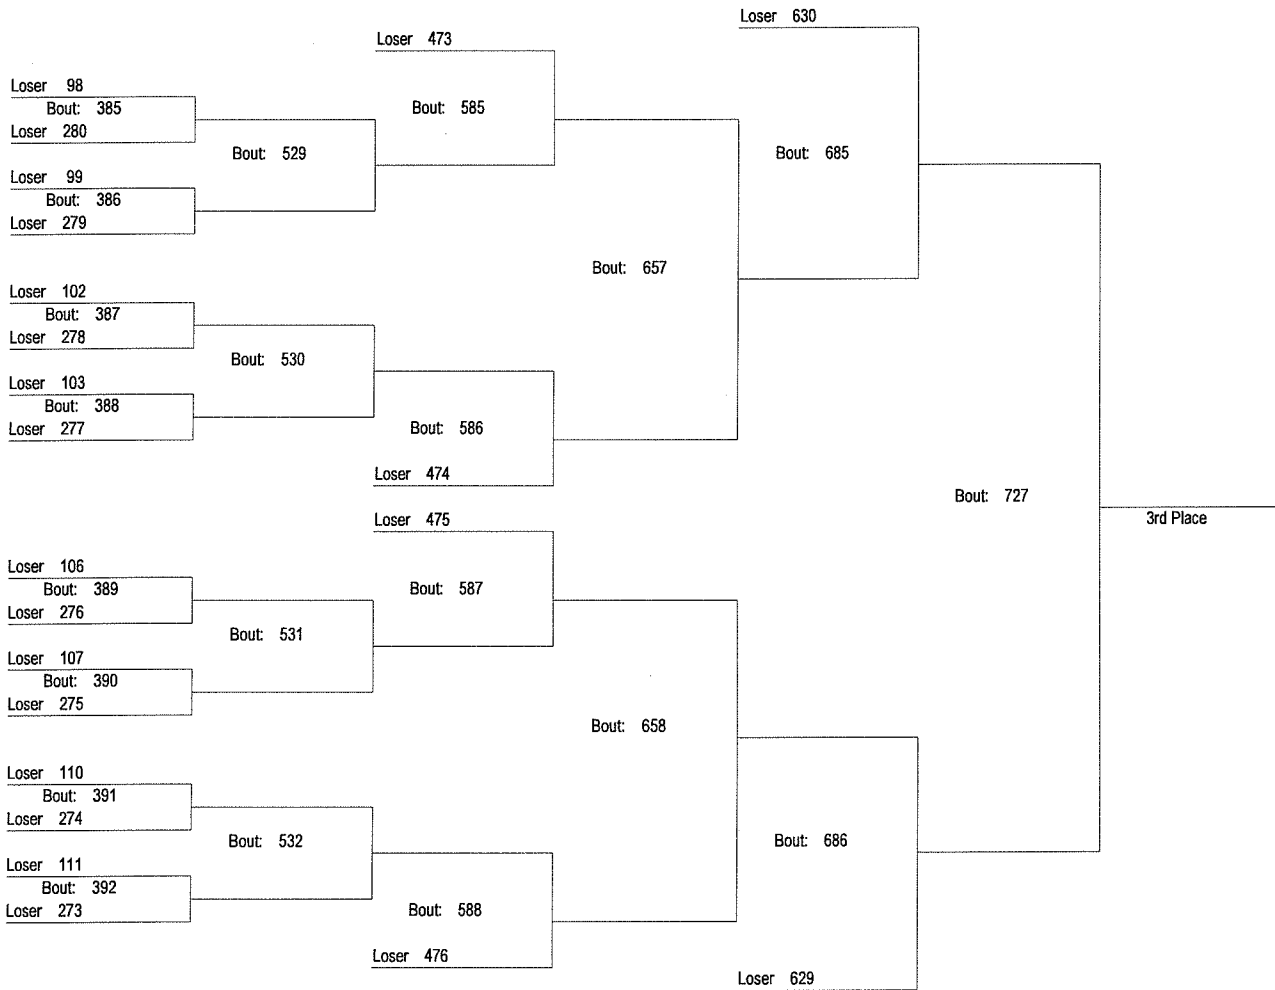 Loser 630
Loser 473
Loser 98
Bout: 385
Bout: 585
Loser 280
Bout: 529
Bout: 685
Loser 99
Bout: 386
Loser 279
Bout: 657
Loser 102
Bout: 387
Loser 278
Bout: 530
Loser 103
Bout: 388
Loser 277
Bout: 586
Loser 474
Bout: 727
Loser 475
3rd Place
Loser 106
Bout: 389
Bout: 587
Loser 276
Bout: 531
Loser 107
Bout: 390
Loser 275
Bout: 658
Loser 110
Bout: 391
Loser 274
Bout: 532
Bout: 686
Loser 111
Bout: 392
Loser 273
Bout: 588
Loser 476
Loser 629